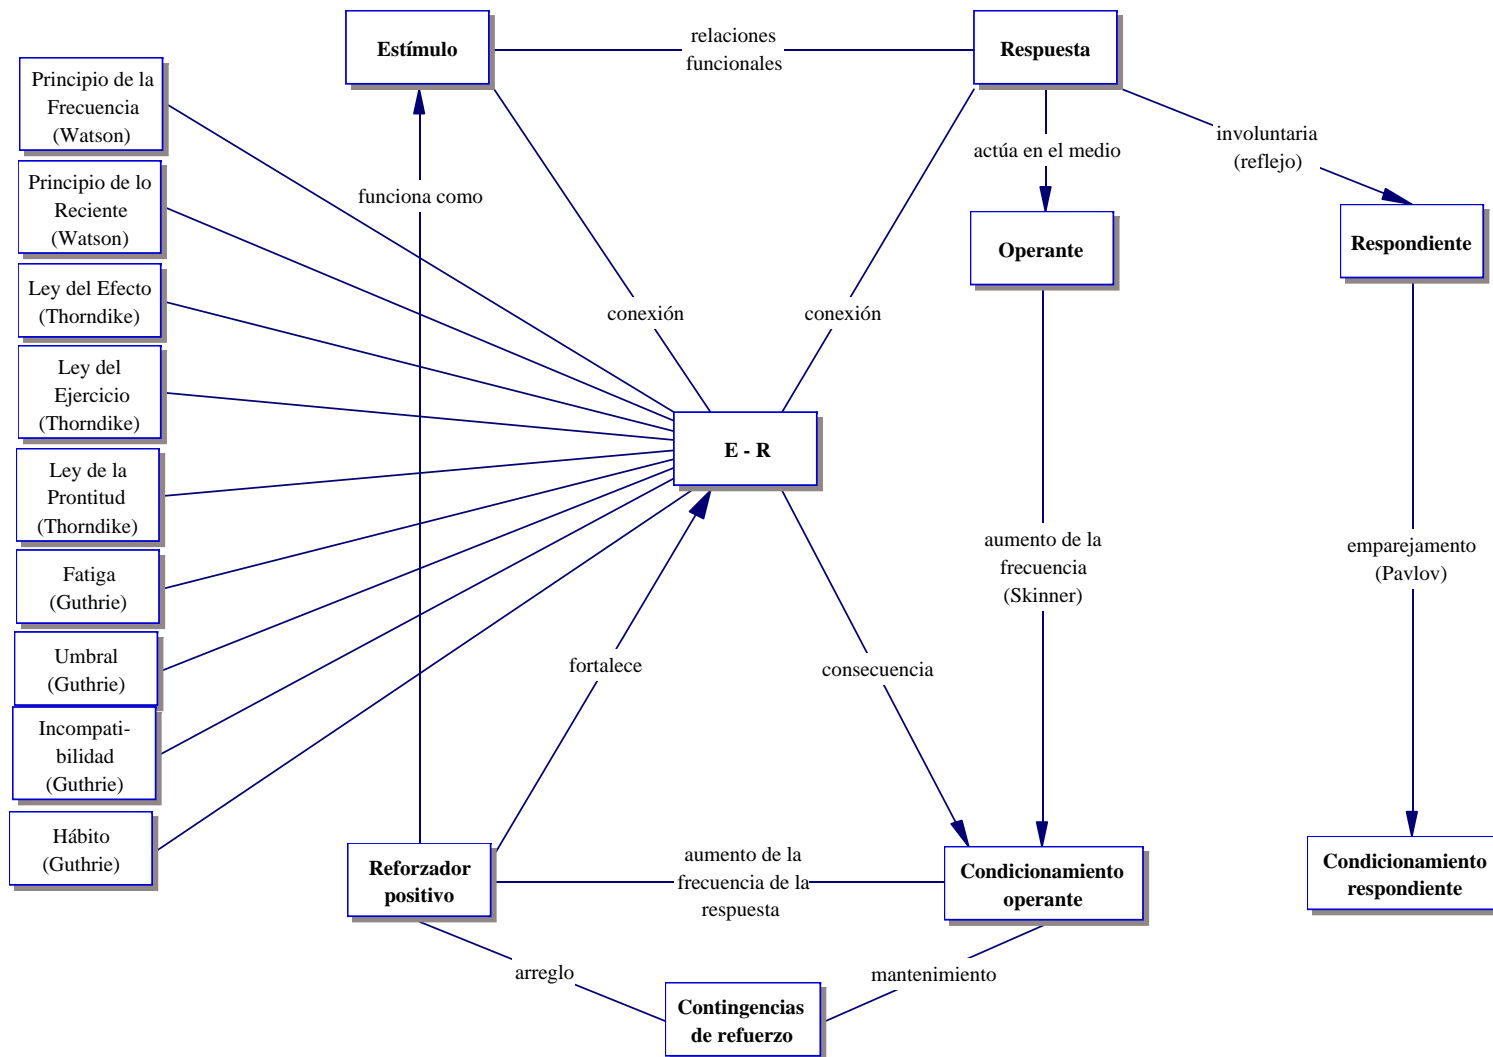 Estímulo
relaciones
funcionales
Respuesta
Principio de la
Frecuencia
(Watson)
involuntaria
(reflejo)
actúa en el medio
Principio de lo
Reciente
(Watson)
funciona como
Operante
Respondiente
Ley del Efecto
(Thorndike)
conexión
conexión
Ley del
Ejercicio
(Thorndike)
E - R
Ley de la
Prontitud
(Thorndike)
aumento de la
frecuencia
(Skinner)
emparejamento
(Pavlov)
Fatiga
(Guthrie)
Umbral
(Guthrie)
fortalece
consecuencia
Incompati-
bilidad
(Guthrie)
Hábito
(Guthrie)
Reforzador
positivo
aumento de la
frecuencia de la
respuesta
Condicionamiento
operante
Condicionamiento
respondiente
arreglo
mantenimiento
Contingencias
de refuerzo